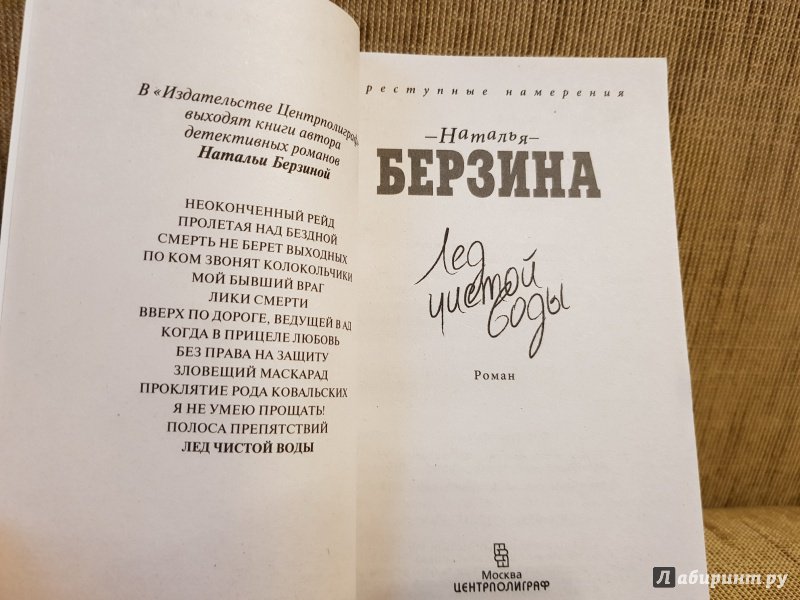 В «Издательстве Центрполиграф»
выходят книги автора
детективных романов
Натальи Берзиной
НЕОКОНЧЕННЫЙ РЕЙД
ПРОЛЕТАЯ НАД БЕЗДНОЙ
СМЕРТЬ НЕ БЕРЕТ ВЫХОДНЫХ
ПО КОМ ЗВОНЯТ КОЛОКОЛЬЧИКИ
МОЙ БЫВШИЙ ВРАГ
ЛИКИ СМЕРТИ
ВВЕРХ ПО ДОРОГЕ, ВЕДУЩЕЙ В АД
КОГДА В ПРИЦЕЛЕ ЛЮБОВЬ
БЕЗ ПРАВА НА ЗАЩИТУ
ЗЛОВЕЩИЙ МАСКАРАД
ПРОКЛЯТИЕ РОДА КОВАЛЬСКИХ
Я НЕ УМЕЮ ПРОЩАТЬ!
ПОЛОСА ПРЕПЯТСТВИЙ
ЛЕД ЧИСТОЙ ВОДЫ
реступные намерения
–Наталья–
БЕРЗИНА
Лед
чистой
воды
Роман
Москва
ЦЕНТРПОЛИГРАФ
Лабиринт.ру